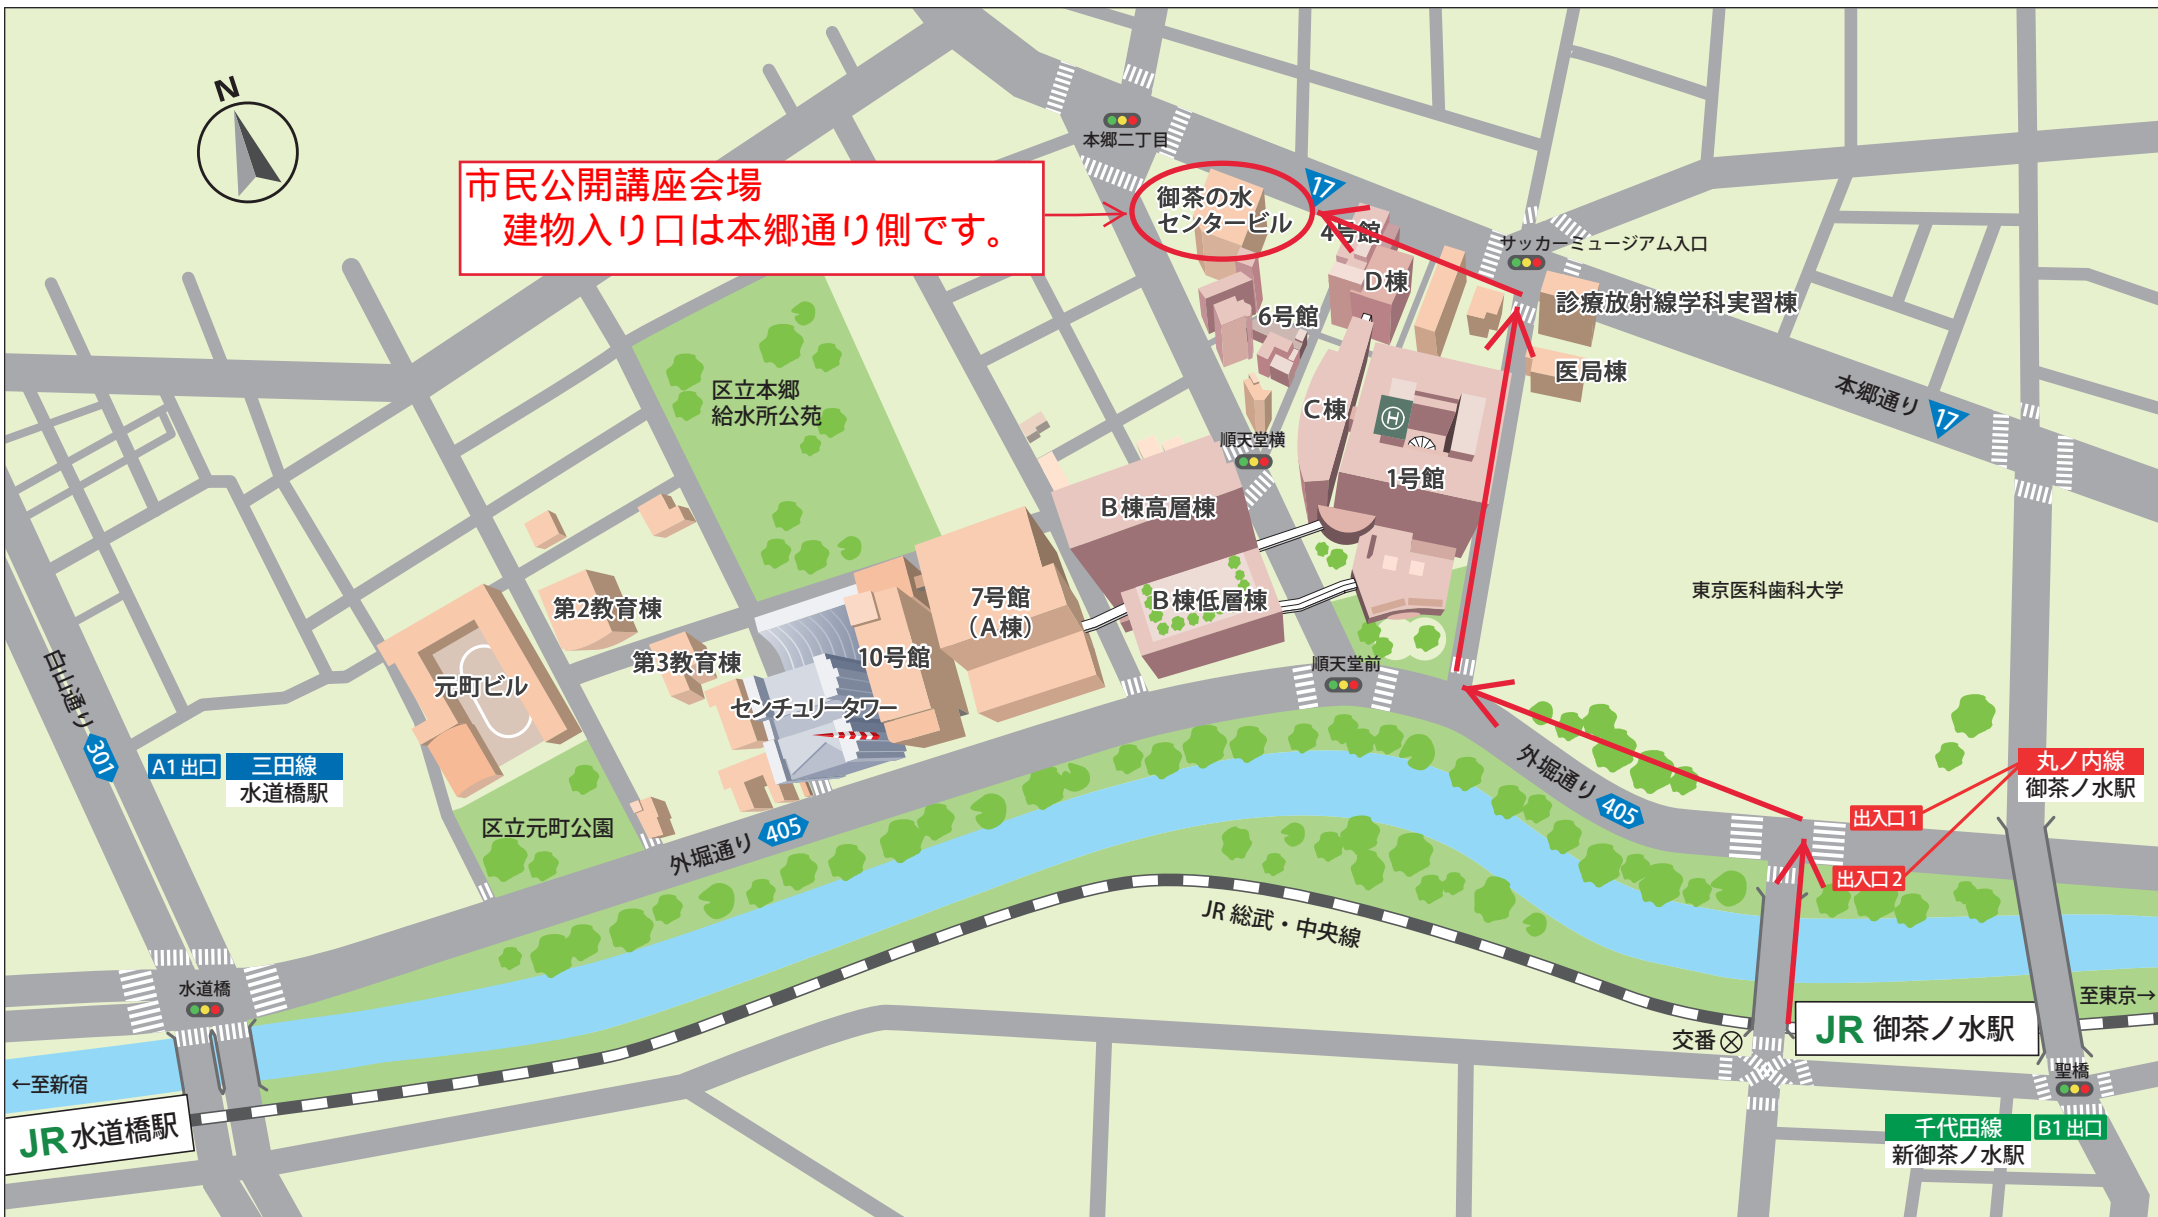 N
本郷二丁目
市民公開講座会場
建物入り口は本郷通り側です。
御茶の水
センタービル
17
4号館
サッカーミュージアム入口
D棟
診療放射線学科実習棟
6号館
医局棟
本郷通り
17
区立本郷
給水所公苑
C棟
H
順天堂横
1号館
B棟高層棟
東京医科歯科大学
第2教育棟
7号館
(A棟)
B棟低層棟
第3教育棟
10号館
順天堂前
元町ビル
センチュリータワー
白山通り
301
A1出口
三田線
水道橋駅
外堀通り
405
丸ノ内線
御茶ノ水駅
出入口1
区立元町公園
外堀通り
405
出入口2
JR 総武・中央線
水道橋
至東京→
JR 御茶ノ水駅
交番
←至新宿
聖橋
JR 水道橋駅
千代田線
B1出口
新御茶ノ水駅